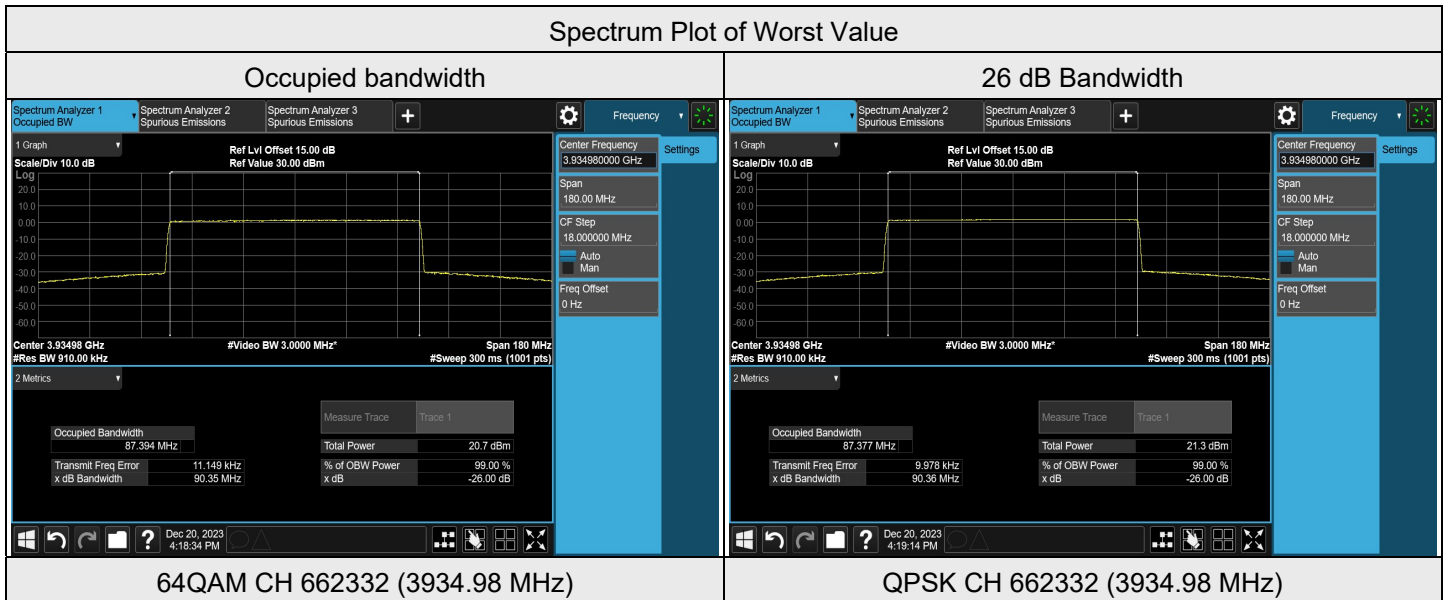 Spectrum Plot of Worst Value
Occupied bandwidth
26 dB Bandwidth
Spectrum Analyzer 1
Occupied BW
Spectrum Analyzer 2
Spurious Emissions
Spectrum Analyzer 3
Spurious Emissions
+
Frequency
1 Graph
Scale/Div 10.0 dB
Ref Lvl Offset 15.00 dB
Ref Value 30.00 dBm
Log
20.0
10.0
0.00
-10.0
-20.0
-30.0
-40.0
-50.0
-60.0
Center 3.93498 GHz
#Res BW 910.00 kHz
#Video BW 3.0000 MHz*
Span 180 MHz
#Sweep 300 ms (1001 pts)
Center Frequency
3.934980000 GHz
Settings
Span
180.00 MHz
CF Step
18.000000 MHz
Auto
Man
Freq Offset
0 Hz
2 Metrics
Measure Trace Trace 1
Occupied Bandwidth
87.394 MHz
Total Power 20.7 dBm
Transmit Freq Error 11.149 kHz
% of OBW Power 99.00 %
x dB Bandwidth 90.35 MHz
x dB -26.00 dB
?
Dec 20, 2023
4:18:34 PM
Spectrum Analyzer 1
Occupied BW
Spectrum Analyzer 2
Spurious Emissions
Spectrum Analyzer 3
Spurious Emissions
+
Frequency
1 Graph
Scale/Div 10.0 dB
Ref Lvl Offset 15.00 dB
Ref Value 30.00 dBm
Log
20.0
10.0
0.00
-10.0
-20.0
-30.0
-40.0
-50.0
-60.0
Center 3.93498 GHz
#Res BW 910.00 kHz
#Video BW 3.0000 MHz*
Span 180 MHz
#Sweep 300 ms (1001 pts)
Center Frequency
3.934980000 GHz
Settings
Span
180.00 MHz
CF Step
18.000000 MHz
Auto
Man
Freq Offset
0 Hz
2 Metrics
Measure Trace Trace 1
Occupied Bandwidth
87.377 MHz
Total Power 21.3 dBm
Transmit Freq Error 9.978 kHz
% of OBW Power 99.00 %
x dB Bandwidth 90.36 MHz
x dB -26.00 dB
?
Dec 20, 2023
4:19:14 PM
64QAM CH 662332 (3934.98 MHz)
QPSK CH 662332 (3934.98 MHz)